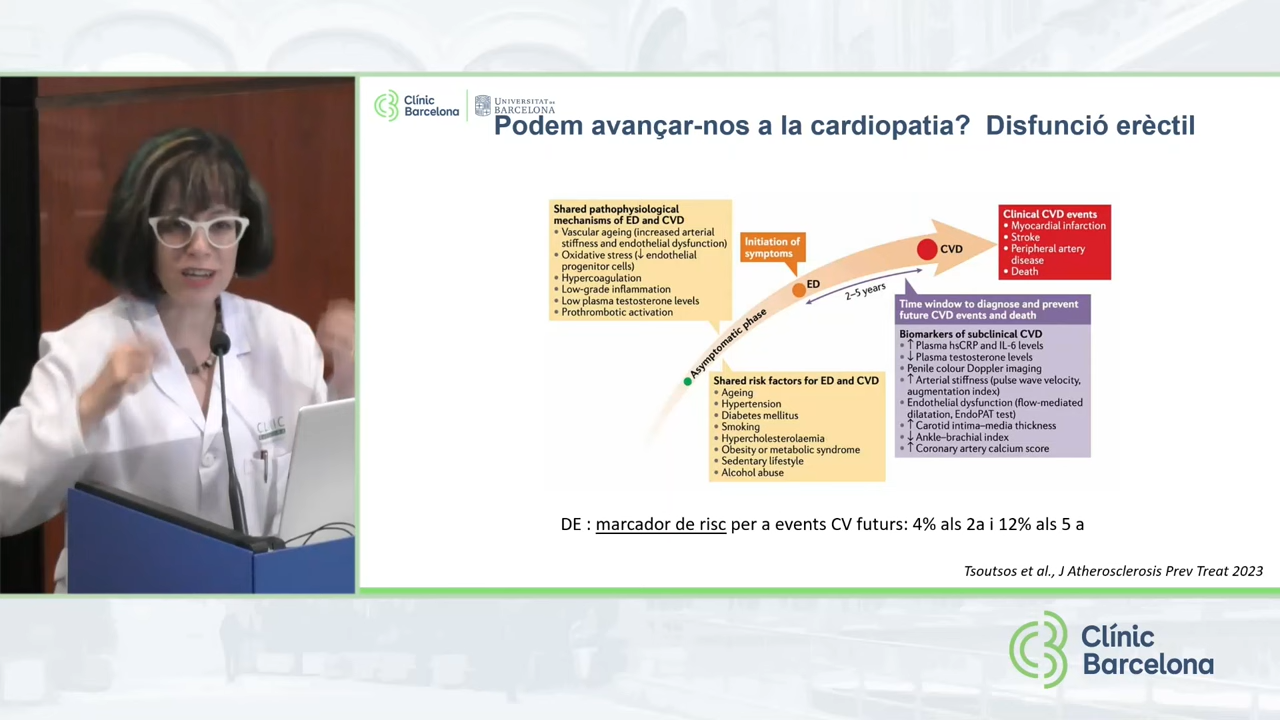 Clínic
Barcelona
UNIVERSITAT DE
BARCELONA
Podem avançar-nos a la cardiopatia? Disfunció erèctil
Shared pathophysiological
mechanisms of ED and CVD
• Vascular ageing (increased arterial
stiffness and endothelial dysfunction)
• Oxidative stress (↓ endothelial
progenitor cells)
• Hypercoagulation
• Low-grade inflammation
• Low plasma testosterone levels
• Prothrombotic activation
Initiation of
symptoms
ED
CVD
2–5 years
Asymptomatic phase
Clinical CVD events
• Myocardial infarction
• Stroke
• Peripheral artery
disease
• Death
Time window to diagnose and prevent
future CVD events and death
Biomarkers of subclinical CVD
• ↑ Plasma hsCRP and IL-6 levels
• ↓ Plasma testosterone levels
• Penile colour Doppler imaging
• ↑ Arterial stiffness (pulse wave velocity,
augmentation index)
• Endothelial dysfunction (flow-mediated
dilatation, EndoPAT test)
• ↑ Carotid intima–media thickness
• ↓ Ankle–brachial index
• ↑ Coronary artery calcium score
Shared risk factors for ED and CVD
• Ageing
• Hypertension
• Diabetes mellitus
• Smoking
• Hypercholesterolaemia
• Obesity or metabolic syndrome
• Sedentary lifestyle
• Alcohol abuse
DE : marcador de risc per a events CV futurs: 4% als 2a i 12% als 5 a
Tsoutsos et al., J Atherosclerosis Prev Treat 2023
CLÍNIC
Clínic
Barcelona